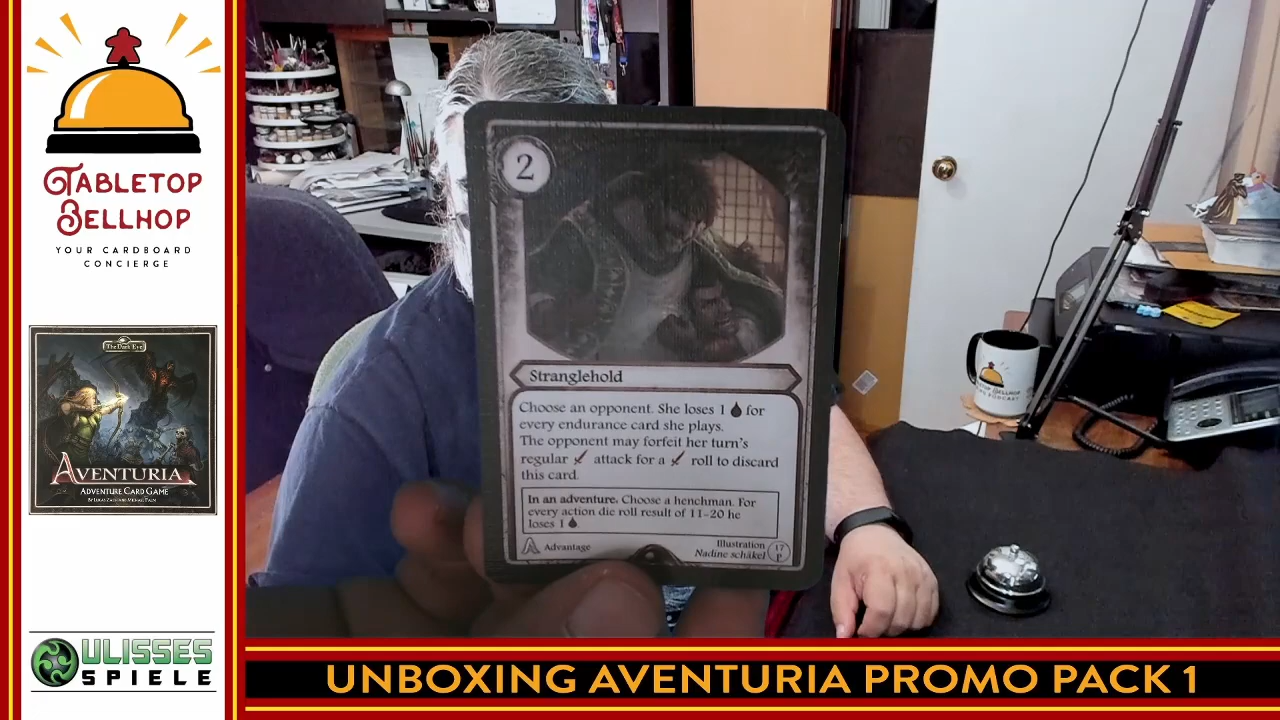 TABLETOP
BELLHOP
YOUR CARDBOARD
CONCIERGE
The Dark Eye
AVENTURIA
ADVENTURE CARD GAME
ULISSES
SPIELE
2
Stranglehold
Choose an opponent. She loses 1 for
every endurance card she plays.
The opponent may forfeit her turn's
regular attack for a roll to discard
this card.
In an adventure. Choose a henchman. For
every action die roll result of 11-20 he
loses 1
Advantage
Illustration
Nadine schäkel
17
P
UNBOXING AVENTURIA PROMO PACK 1